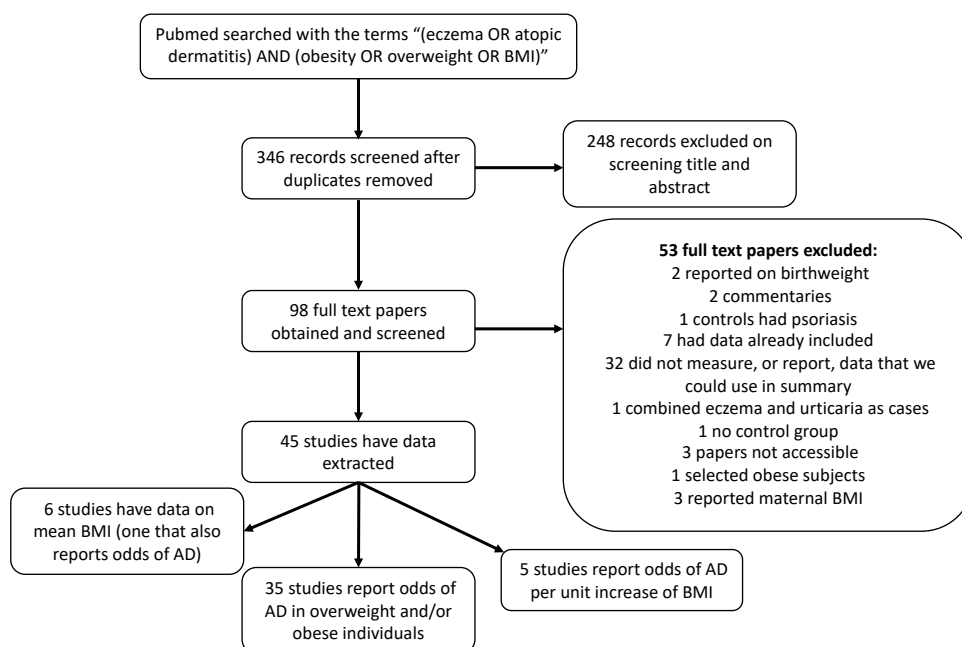 Pubmed searched with the terms “(eczema OR atopic
dermatitis) AND (obesity OR overweight OR BMI)”
346 records screened after
duplicates removed
248 records excluded on
screening title and
abstract
98 full text papers
obtained and screened
53 full text papers excluded:
2 reported on birthweight
2 commentaries
1 controls had psoriasis
7 had data already included
32 did not measure, or report, data that we
could use in summary
1 combined eczema and urticaria as cases
1 no control group
3 papers not accessible
1 selected obese subjects
3 reported maternal BMI
45 studies have data
extracted
6 studies have data on
mean BMI (one that also
reports odds of AD)
35 studies report odds of
AD in overweight and/or
obese individuals
5 studies report odds of AD
per unit increase of BMI